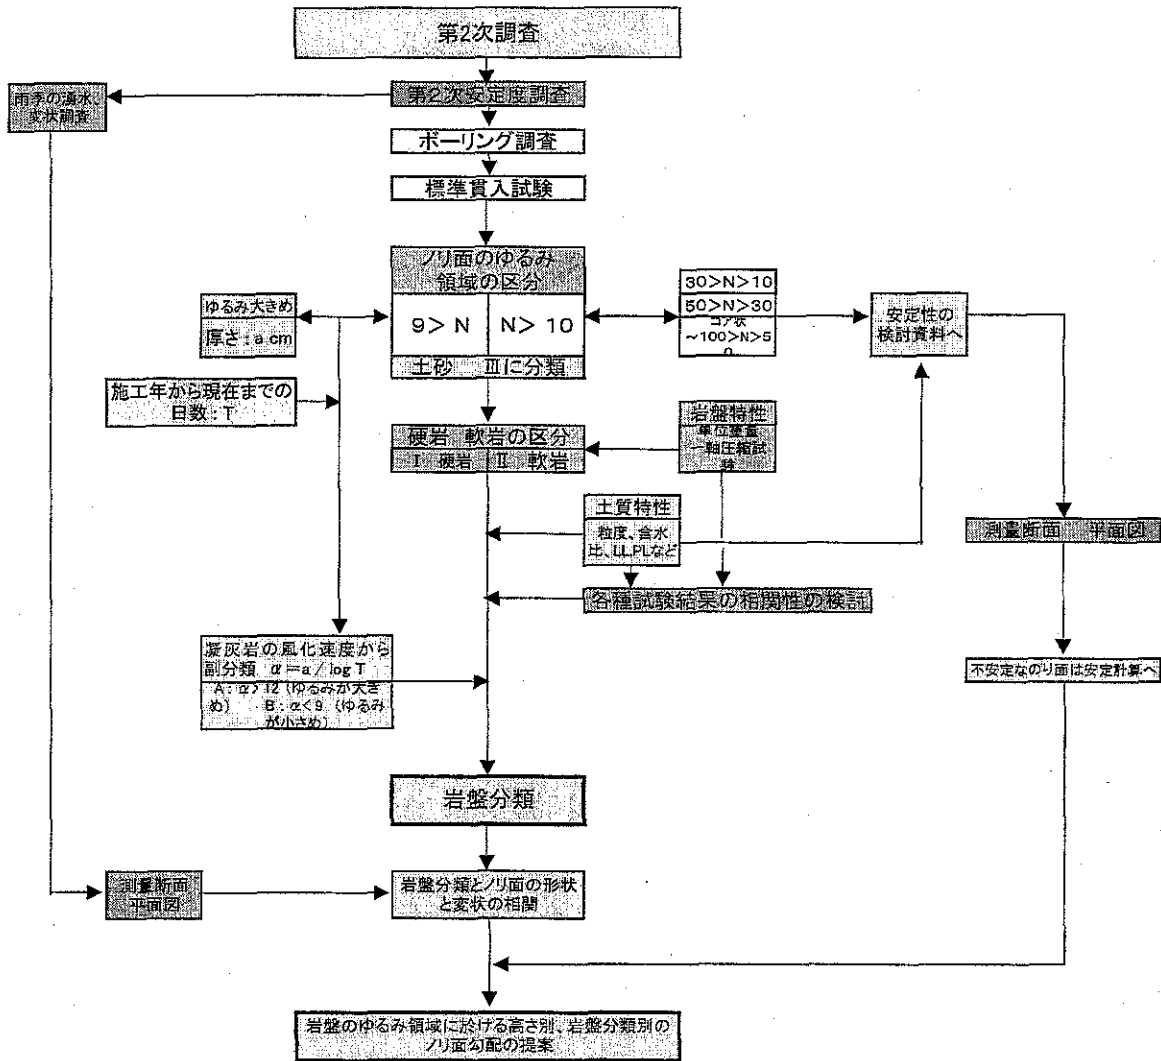 第2次調査
第2次安定度調査
雨季の湧水、
変状調査
ボーリング調査
標準貫入試験
ノリ面のゆるみ
領域の区分
9>N N>10
土砂 Ⅲに分類
ゆるみ大きめ
厚さ:a cm
30>N>10
50>N>30
コア状
~100>N>5
0
安定性の
検討資料へ
施工年から現在までの
日数:T
硬岩 軟岩の区分
Ⅰ 硬岩 Ⅱ 軟岩
岩盤特性
単位重量
一軸圧縮試
験
土質特性
粒度、含水
比、LL,PLなど
測量断面 平面図
各種試験結果の相関性の検討
凝灰岩の風化速度から
副分類 α=a/logT
A:α>12(ゆるみが大き
め) B:α<9 (ゆるみ
が小さめ)
不安定なのり面は安定計算へ
岩盤分類
測量断面
平面図
岩盤分類とノリ面の形状
と変状の相関
岩盤のゆるみ領域に於ける高さ別、岩盤分類別の
ノリ面勾配の提案